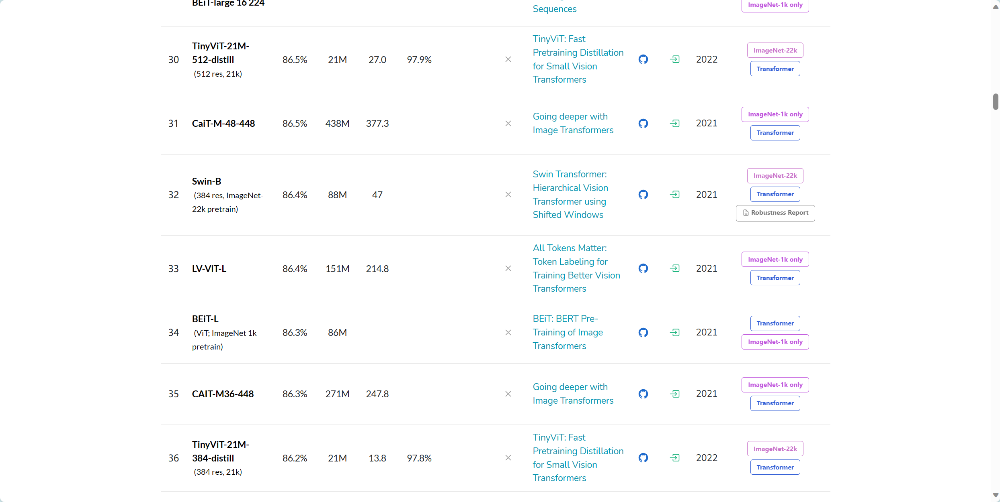 BEiT-large 16 224
Sequences
ImageNet-1k only
30
TinyViT-21M-
512-distill
(512 res, 21k)
86.5%
21M
27.0
97.9%
TinyViT: Fast
Pretraining Distillation
for Small Vision
Transformers
2022
ImageNet-22k
Transformer
31
CaiT-M-48-448
86.5%
438M
377.3
Going deeper with
Image Transformers
2021
ImageNet-1k only
Transformer
32
Swin-B
(384 res, ImageNet-
22k pretrain)
86.4%
88M
47
Swin Transformer:
Hierarchical Vision
Transformer using
Shifted Windows
2021
ImageNet-22k
Transformer
Robustness Report
33
LV-ViT-L
86.4%
151M
214.8
All Tokens Matter:
Token Labeling for
Training Better Vision
Transformers
2021
ImageNet-1k only
Transformer
34
BEiT-L
(ViT; ImageNet 1k
pretrain)
86.3%
86M
BEiT: BERT Pre-
Training of Image
Transformers
2021
Transformer
ImageNet-1k only
35
CAIT-M36-448
86.3%
271M
247.8
Going deeper with
Image Transformers
2021
ImageNet-1k only
Transformer
36
TinyViT-21M-
384-distill
(384 res, 21k)
86.2%
21M
13.8
97.8%
TinyViT: Fast
Pretraining Distillation
for Small Vision
Transformers
2022
ImageNet-22k
Transformer